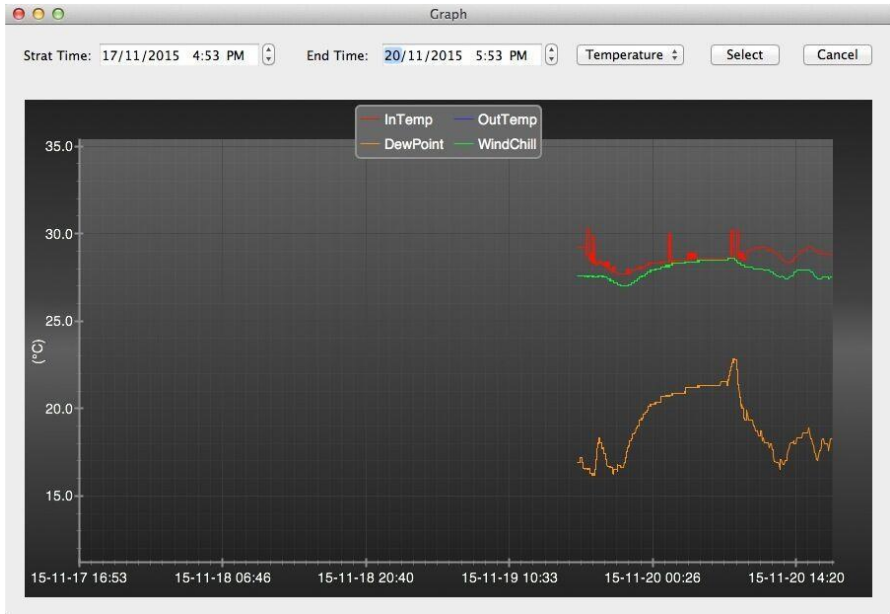 Graph
Strat Time: 17/11/2015 4:53 PM End Time: 20/11/2015 5:53 PM Temperature Select Cancel
InTemp OutTemp
DewPoint WindChill
35.0
30.0
25.0
(°C)
20.0
15.0
15-11-17 16:53 15-11-18 06:46 15-11-18 20:40 15-11-19 10:33 15-11-20 00:26 15-11-20 14:20